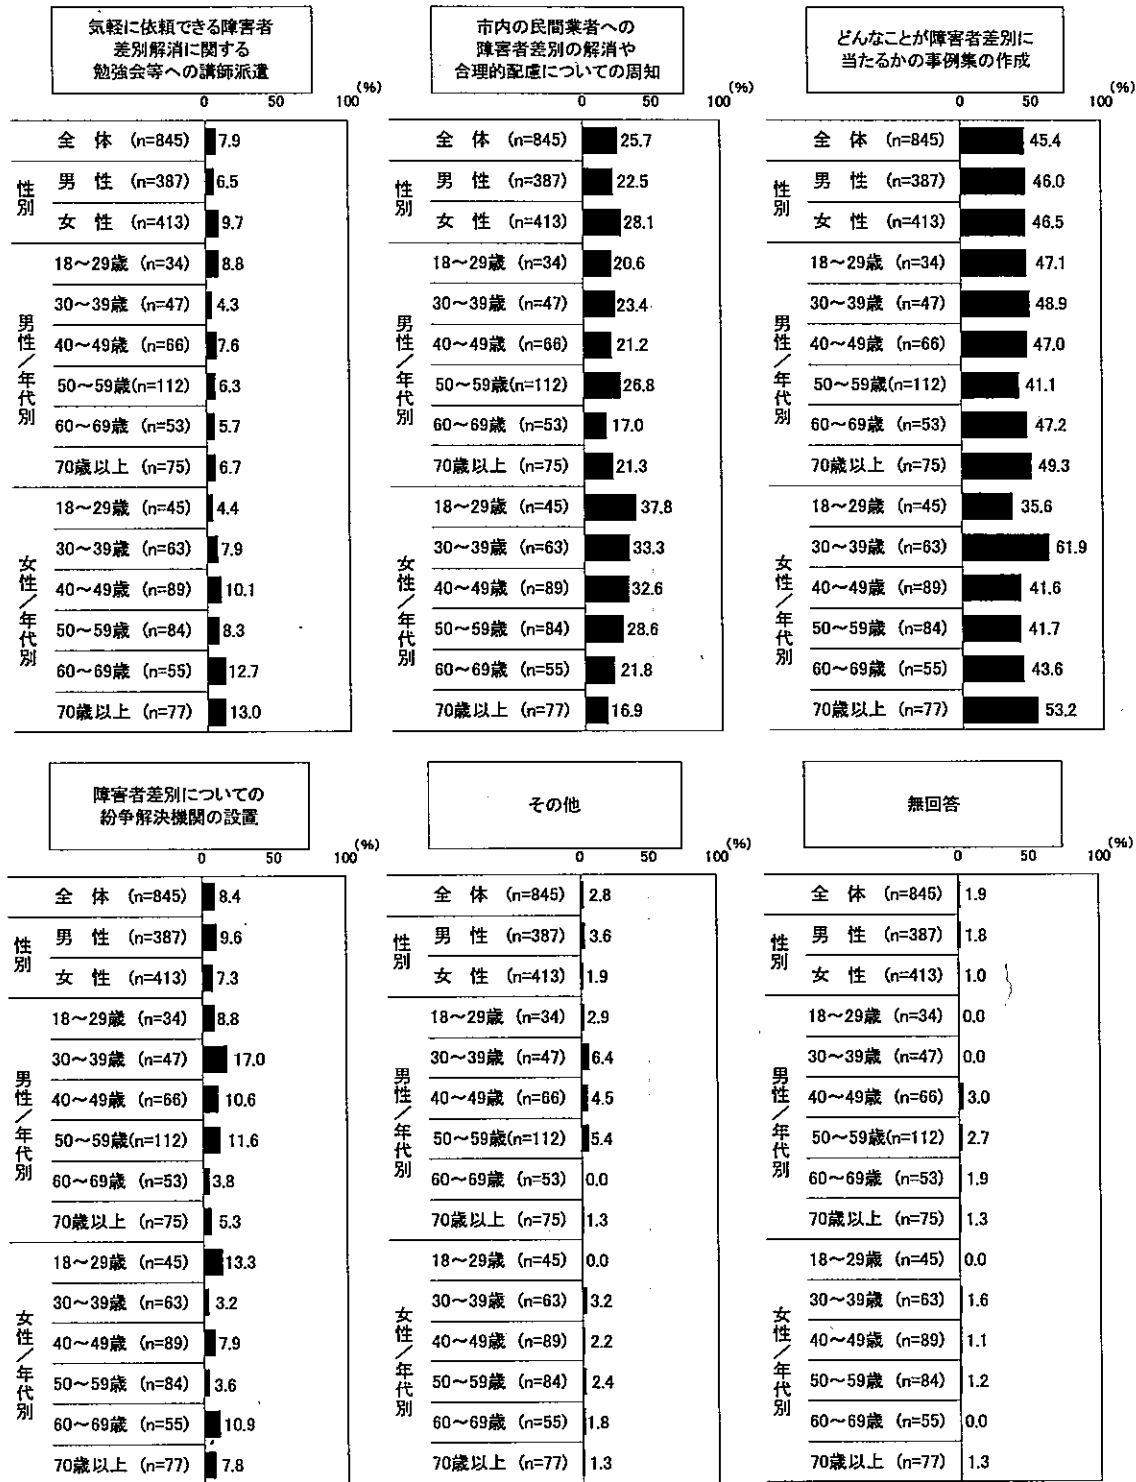 気軽に依頼できる障害者
差別解消に関する
勉強会等への講師派遣
0 50 100 (%)
全 体 (n=845) 7.9
性別
男 性 (n=387) 6.5
女 性 (n=413) 9.7
男性/年代別
18～29歳 (n=34) 8.8
30～39歳 (n=47) 4.3
40～49歳 (n=66) 7.6
50～59歳(n=112) 6.3
60～69歳 (n=53) 5.7
70歳以上 (n=75) 6.7
女性/年代別
18～29歳 (n=45) 4.4
30～39歳 (n=63) 7.9
40～49歳 (n=89) 10.1
50～59歳 (n=84) 8.3
60～69歳 (n=55) 12.7
70歳以上 (n=77) 13.0
市内の民間業者への
障害者差別の解消や
合理的配慮についての周知
0 50 100 (%)
全 体 (n=845) 25.7
男 性 (n=387) 22.5
女 性 (n=413) 28.1
18～29歳 (n=34) 20.6
30～39歳 (n=47) 23.4
40～49歳 (n=66) 21.2
50～59歳(n=112) 26.8
60～69歳 (n=53) 17.0
70歳以上 (n=75) 21.3
18～29歳 (n=45) 37.8
30～39歳 (n=63) 33.3
40～49歳 (n=89) 32.6
50～59歳 (n=84) 28.6
60～69歳 (n=55) 21.8
70歳以上 (n=77) 16.9
どんなことが障害者差別に
当たるかの事例集の作成
0 50 100 (%)
全 体 (n=845) 45.4
男 性 (n=387) 46.0
女 性 (n=413) 46.5
18～29歳 (n=34) 47.1
30～39歳 (n=47) 48.9
40～49歳 (n=66) 47.0
50～59歳(n=112) 41.1
60～69歳 (n=53) 47.2
70歳以上 (n=75) 49.3
18～29歳 (n=45) 35.6
30～39歳 (n=63) 61.9
40～49歳 (n=89) 41.6
50～59歳 (n=84) 41.7
60～69歳 (n=55) 43.6
70歳以上 (n=77) 53.2
障害者差別についての
紛争解決機関の設置
0 50 100 (%)
全 体 (n=845) 8.4
性別
男 性 (n=387) 9.6
女 性 (n=413) 7.3
男性/年代別
18～29歳 (n=34) 8.8
30～39歳 (n=47) 17.0
40～49歳 (n=66) 10.6
50～59歳(n=112) 11.6
60～69歳 (n=53) 3.8
70歳以上 (n=75) 5.3
女性/年代別
18～29歳 (n=45) 13.3
30～39歳 (n=63) 3.2
40～49歳 (n=89) 7.9
50～59歳 (n=84) 3.6
60～69歳 (n=55) 10.9
70歳以上 (n=77) 7.8
その他
0 50 100 (%)
全 体 (n=845) 2.8
性別
男 性 (n=387) 3.6
女 性 (n=413) 1.9
男性/年代別
18～29歳 (n=34) 2.9
30～39歳 (n=47) 6.4
40～49歳 (n=66) 4.5
50～59歳(n=112) 5.4
60～69歳 (n=53) 0.0
70歳以上 (n=75) 1.3
女性/年代別
18～29歳 (n=45) 0.0
30～39歳 (n=63) 3.2
40～49歳 (n=89) 2.2
50～59歳 (n=84) 2.4
60～69歳 (n=55) 1.8
70歳以上 (n=77) 1.3
無回答
0 50 100 (%)
全 体 (n=845) 1.9
性別
男 性 (n=387) 1.8
女 性 (n=413) 1.0
男性/年代別
18～29歳 (n=34) 0.0
30～39歳 (n=47) 0.0
40～49歳 (n=66) 3.0
50～59歳(n=112) 2.7
60～69歳 (n=53) 1.9
70歳以上 (n=75) 1.3
女性/年代別
18～29歳 (n=45) 0.0
30～39歳 (n=63) 1.6
40～49歳 (n=89) 1.1
50～59歳 (n=84) 1.2
60～69歳 (n=55) 0.0
70歳以上 (n=77) 1.3